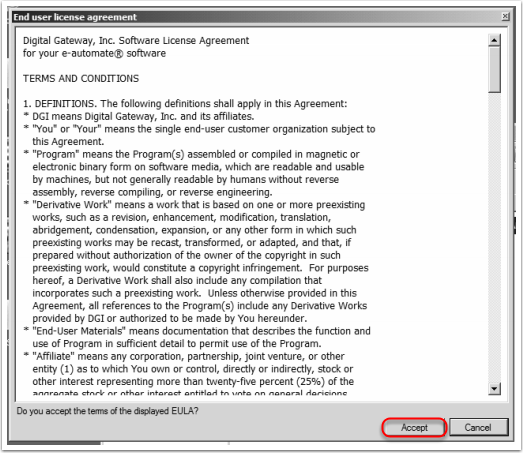 End user license agreement
Digital Gateway, Inc. Software License Agreement
for your e-automate® software
TERMS AND CONDITIONS
1. DEFINITIONS. The following definitions shall apply in this Agreement:
* DGI means Digital Gateway, Inc. and its affiliates.
* "You" or "Your" means the single end-user customer organization subject to
this Agreement.
* "Program" means the Program(s) assembled or compiled in magnetic or
electronic binary form on software media, which are readable and usable
by machines, but not generally readable by humans without reverse
assembly, reverse compiling, or reverse engineering.
* "Derivative Work" means a work that is based on one or more preexisting
works, such as a revision, enhancement, modification, translation,
abridgement, condensation, expansion, or any other form in which such
preexisting works may be recast, transformed, or adapted, and that, if
prepared without authorization of the owner of the copyright in such
preexisting work, would constitute a copyright infringement. For purposes
hereof, a Derivative Work shall also include any compilation that
incorporates such a preexisting work. Unless otherwise provided in this
Agreement, all references to the Program(s) include any Derivative Works
provided by DGI or authorized to be made by You hereunder.
* "End-User Materials" means documentation that describes the function and
use of Program in sufficient detail to permit use of the Program.
* "Affiliate" means any corporation, partnership, joint venture, or other
entity (1) as to which You own or control, directly or indirectly, stock or
other interest representing more than twenty-five percent (25%) of the
aggregate stock or other interest entitled to vote on general decisions
Do you accept the terms of the displayed EULA?
Accept
Cancel